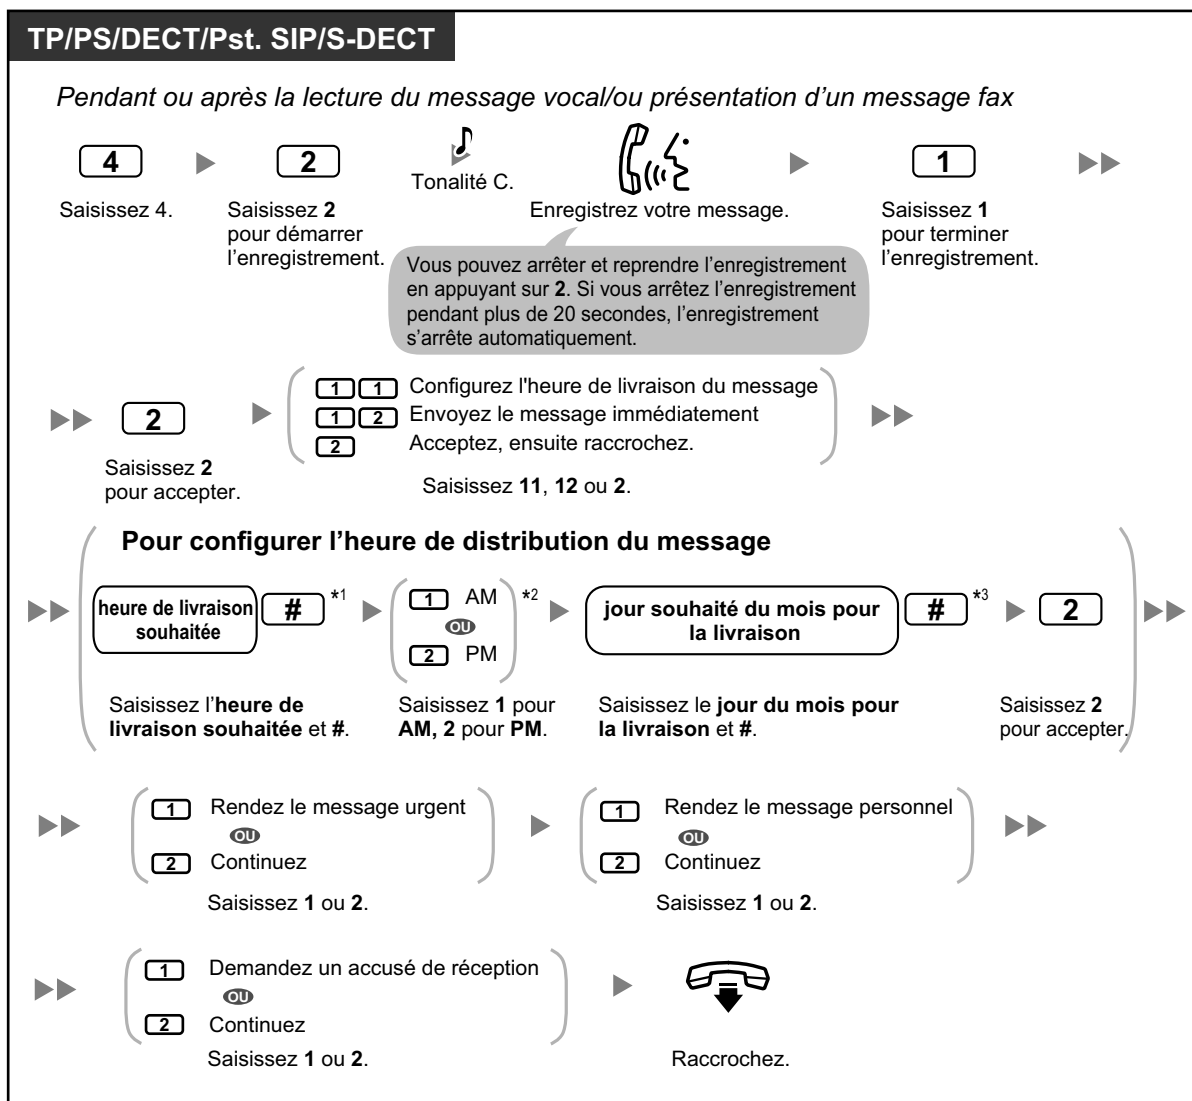 TP/PS/DECT/Pst. SIP/S-DECT
Pendant ou après la lecture du message vocal/ou présentation d’un message fax
4
Saisissez 4.
2
Saisissez 2
pour démarrer
l’enregistrement.
Tonalité C.
Enregistrez votre message.
1
Saisissez 1
pour terminer
l’enregistrement.
Vous pouvez arrêter et reprendre l’enregistrement
en appuyant sur 2. Si vous arrêtez l’enregistrement
pendant plus de 20 secondes, l’enregistrement
s’arrête automatiquement.
2
Saisissez 2
pour accepter.
1 1 Configurez l'heure de livraison du message
1 2 Envoyez le message immédiatement
2 Acceptez, ensuite raccrochez.
Saisissez 11, 12 ou 2.
Pour configurer l’heure de distribution du message
heure de livraison
souhaitée
# *1
Saisissez l’heure de
livraison souhaitée et #.
1 AM
OU
2 PM
*2
Saisissez 1 pour
AM, 2 pour PM.
jour souhaité du mois pour
la livraison
# *3
Saisissez le jour du mois pour
la livraison et #.
2
Saisissez 2
pour accepter.
1 Rendez le message urgent
OU
2 Continuez
Saisissez 1 ou 2.
1 Rendez le message personnel
OU
2 Continuez
Saisissez 1 ou 2.
1 Demandez un accusé de réception
OU
2 Continuez
Saisissez 1 ou 2.
Raccrochez.